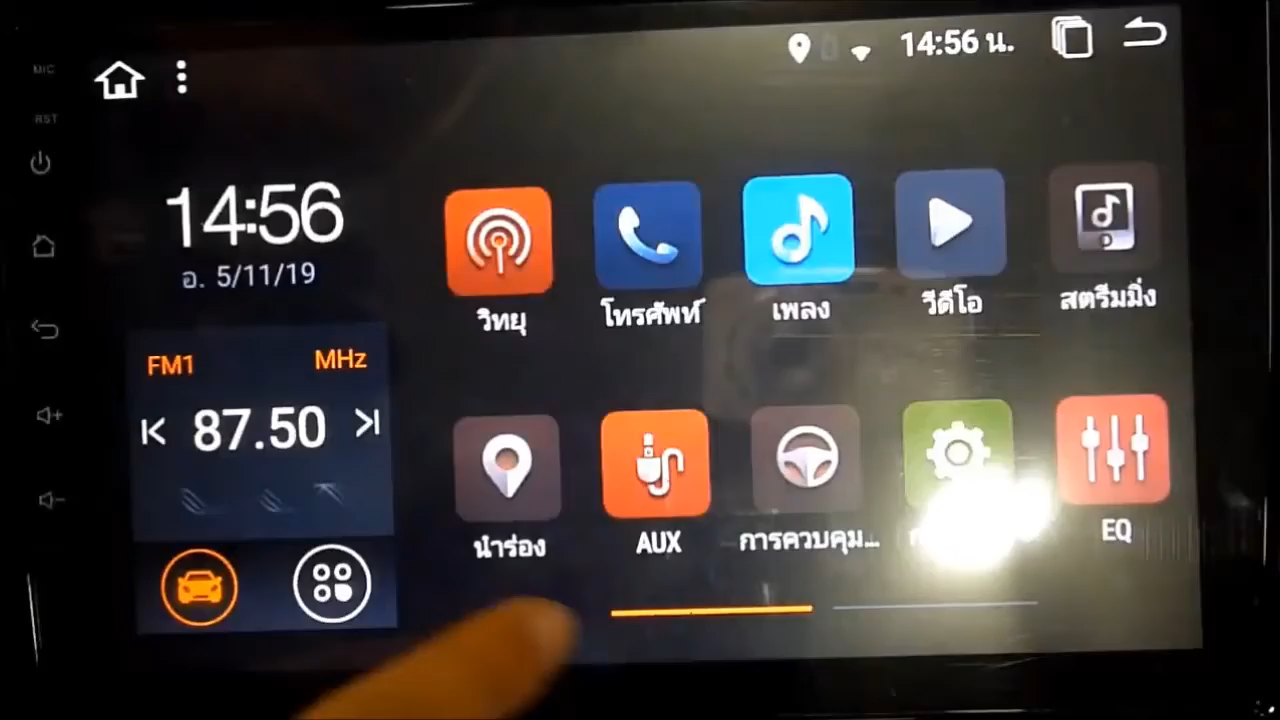 MIC
RST
14:56 น.
14:56
อ. 5/11/19
FM1 MHz
87.50
วิทยุ
โทรศัพท์
เพลง
วีดีโอ
สตรีมมิ่ง
นำร่อง
AUX
การควบคุม...
EQ